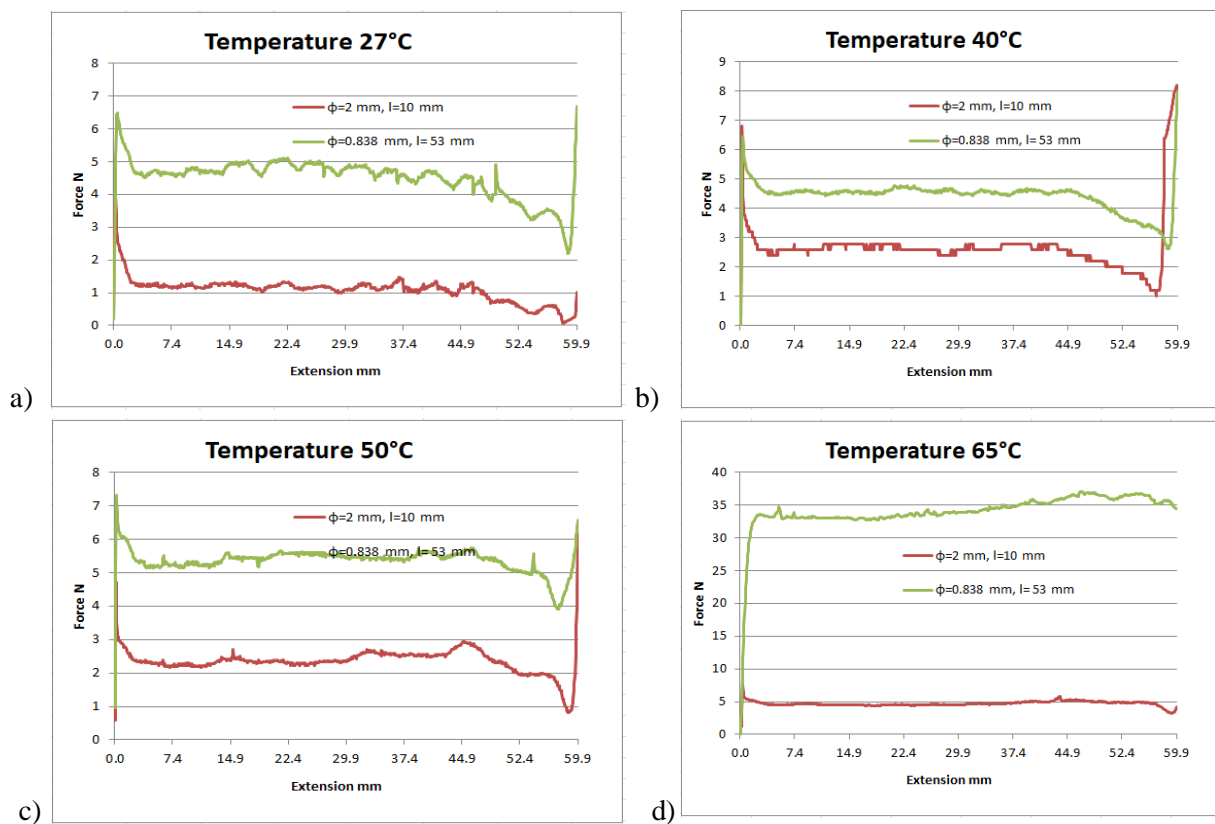 Temperature 27°C
8
7
6
5
4
3
2
1
0
Force N
ϕ=2 mm, l=10 mm
ϕ=0.838 mm, l= 53 mm
0.0 7.4 14.9 22.4 29.9 37.4 44.9 52.4 59.9
Extension mm
a)
Temperature 40°C
9
8
7
6
5
4
3
2
1
0
Force N
ϕ=2 mm, l=10 mm
ϕ=0.838 mm, l= 53 mm
0.0 7.4 14.9 22.4 29.9 37.4 44.9 52.4 59.9
Extension mm
b)
Temperature 50°C
8
7
6
5
4
3
2
1
0
Force N
ϕ=2 mm, l=10 mm
ϕ=0.838 mm, l= 53 mm
0.0 7.4 14.9 22.4 29.9 37.4 44.9 52.4 59.9
Extension mm
c)
Temperature 65°C
40
35
30
25
20
15
10
5
0
Force N
ϕ=2 mm, l=10 mm
ϕ=0.838 mm, l= 53 mm
0.0 7.4 14.9 22.4 29.9 37.4 44.9 52.4 59.9
Extension mm
d)